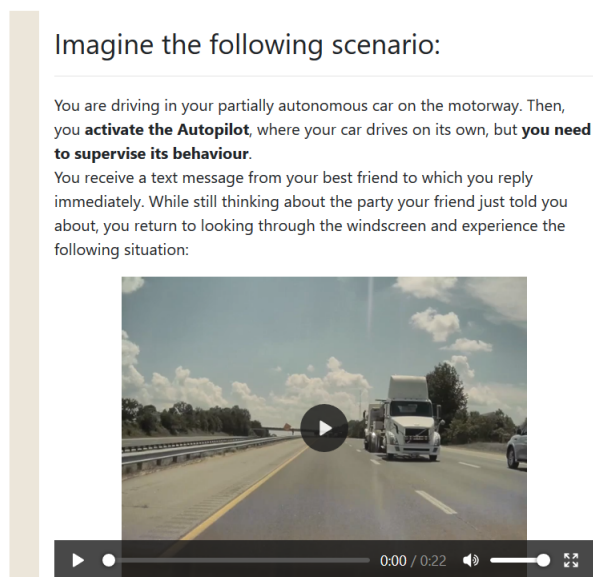 Imagine the following scenario:
You are driving in your partially autonomous car on the motorway. Then,
you activate the Autopilot, where your car drives on its own, but you need
to supervise its behaviour.
You receive a text message from your best friend to which you reply
immediately. While still thinking about the party your friend just told you
about, you return to looking through the windscreen and experience the
following situation:
0:00 / 0:22